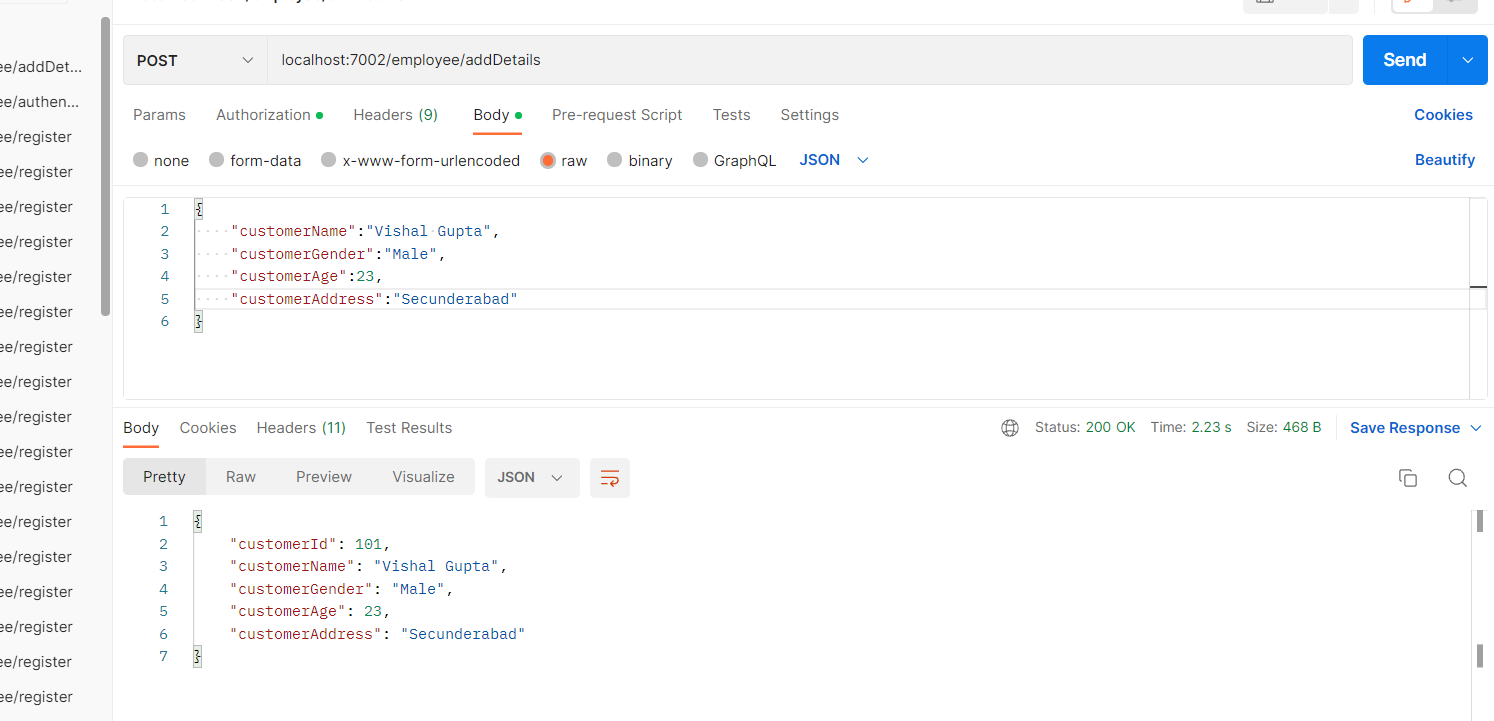 POST localhost:7002/employee/addDetails Send
ee/addDet...
ee/authen...
Params Authorization Headers (9) Body Pre-request Script Tests Settings Cookies
ee/register
none form-data x-www-form-urlencoded raw binary GraphQL JSON Beautify
ee/register
ee/register
1 {
2 "customerName":"Vishal Gupta",
ee/register
3 "customerGender":"Male",
ee/register
4 "customerAge":23,
5 "customerAddress":"Secunderabad"
ee/register
6 }
ee/register
ee/register
ee/register
Body Cookies Headers (11) Test Results Status: 200 OK Time: 2.23 s Size: 468 B Save Response
ee/register
Pretty Raw Preview Visualize JSON
ee/register
ee/register
1 {
2 "customerId": 101,
ee/register
3 "customerName": "Vishal Gupta",
4 "customerGender": "Male",
ee/register
5 "customerAge": 23,
ee/register
6 "customerAddress": "Secunderabad"
7 }
ee/register
ee/register